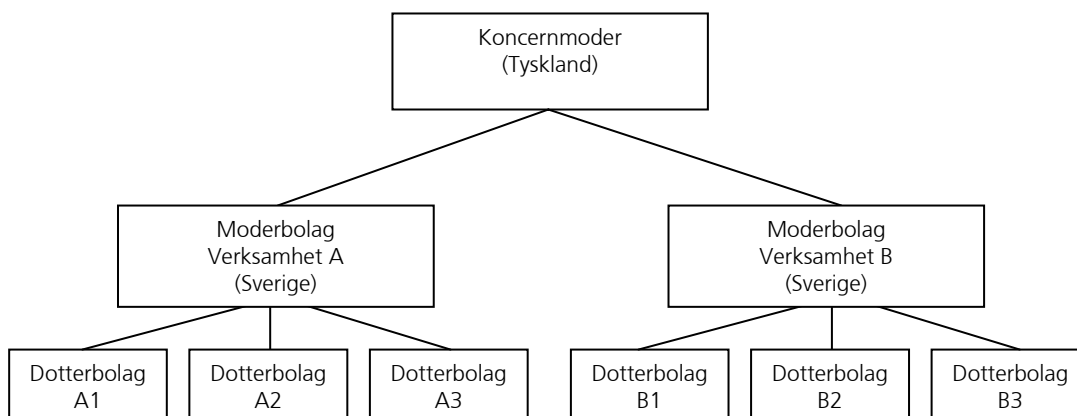 Koncernmoder
(Tyskland)
Moderbolag
Verksamhet A
(Sverige)
Moderbolag
Verksamhet B
(Sverige)
Dotterbolag
A1
Dotterbolag
A2
Dotterbolag
A3
Dotterbolag
B1
Dotterbolag
B2
Dotterbolag
B3